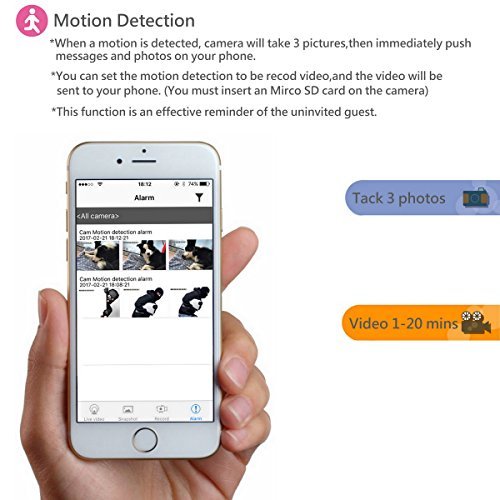 Motion Detection
*When a motion is detected, camera will take 3 pictures,then immediately push
messages and photos on your phone.
*You can set the motion detection to be recod video,and the video will be
sent to your phone. (You must insert an Mirco SD card on the camera)
*This function is an effective reminder of the uninvited guest.
18:12
74%
Alarm
<All camera>
Cam Motion detection alarm
2017-02-21 18:12:21
Cam Motion detection alarm
2017-02-21 18:08:21
Live video
Snapshot
Record
Alarm
Tack 3 photos
Video 1-20 mins